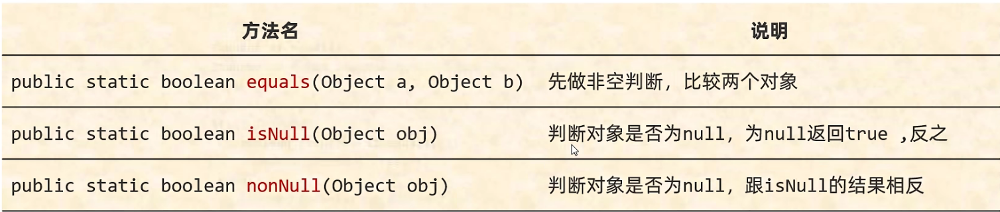 方法名 说明
public static boolean equals(Object a, Object b) 先做非空判断，比较两个对象
public static boolean isNull(Object obj) 判断对象是否为null，为null返回true ,反之
public static boolean nonNull(Object obj) 判断对象是否为null，跟isNull的结果相反